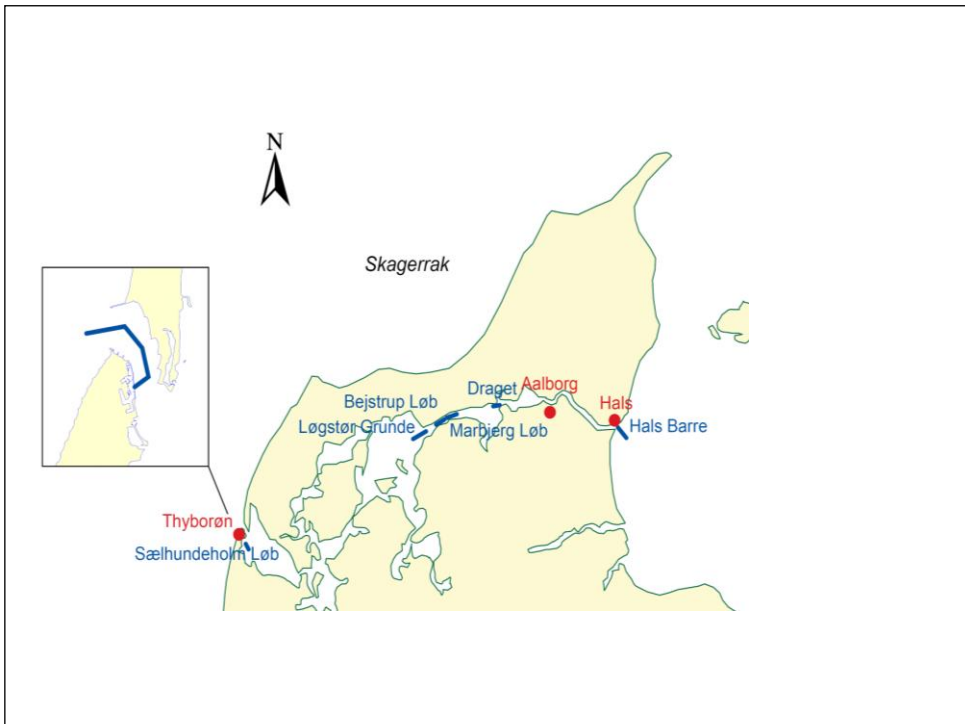 N
Skagerrak
Draget
Aalborg
Bejstrup Løb
Hals
Løgstør Grunde
Marbjerg Løb
Hals Barre
Thyborøn
Sælhundeholm Løb